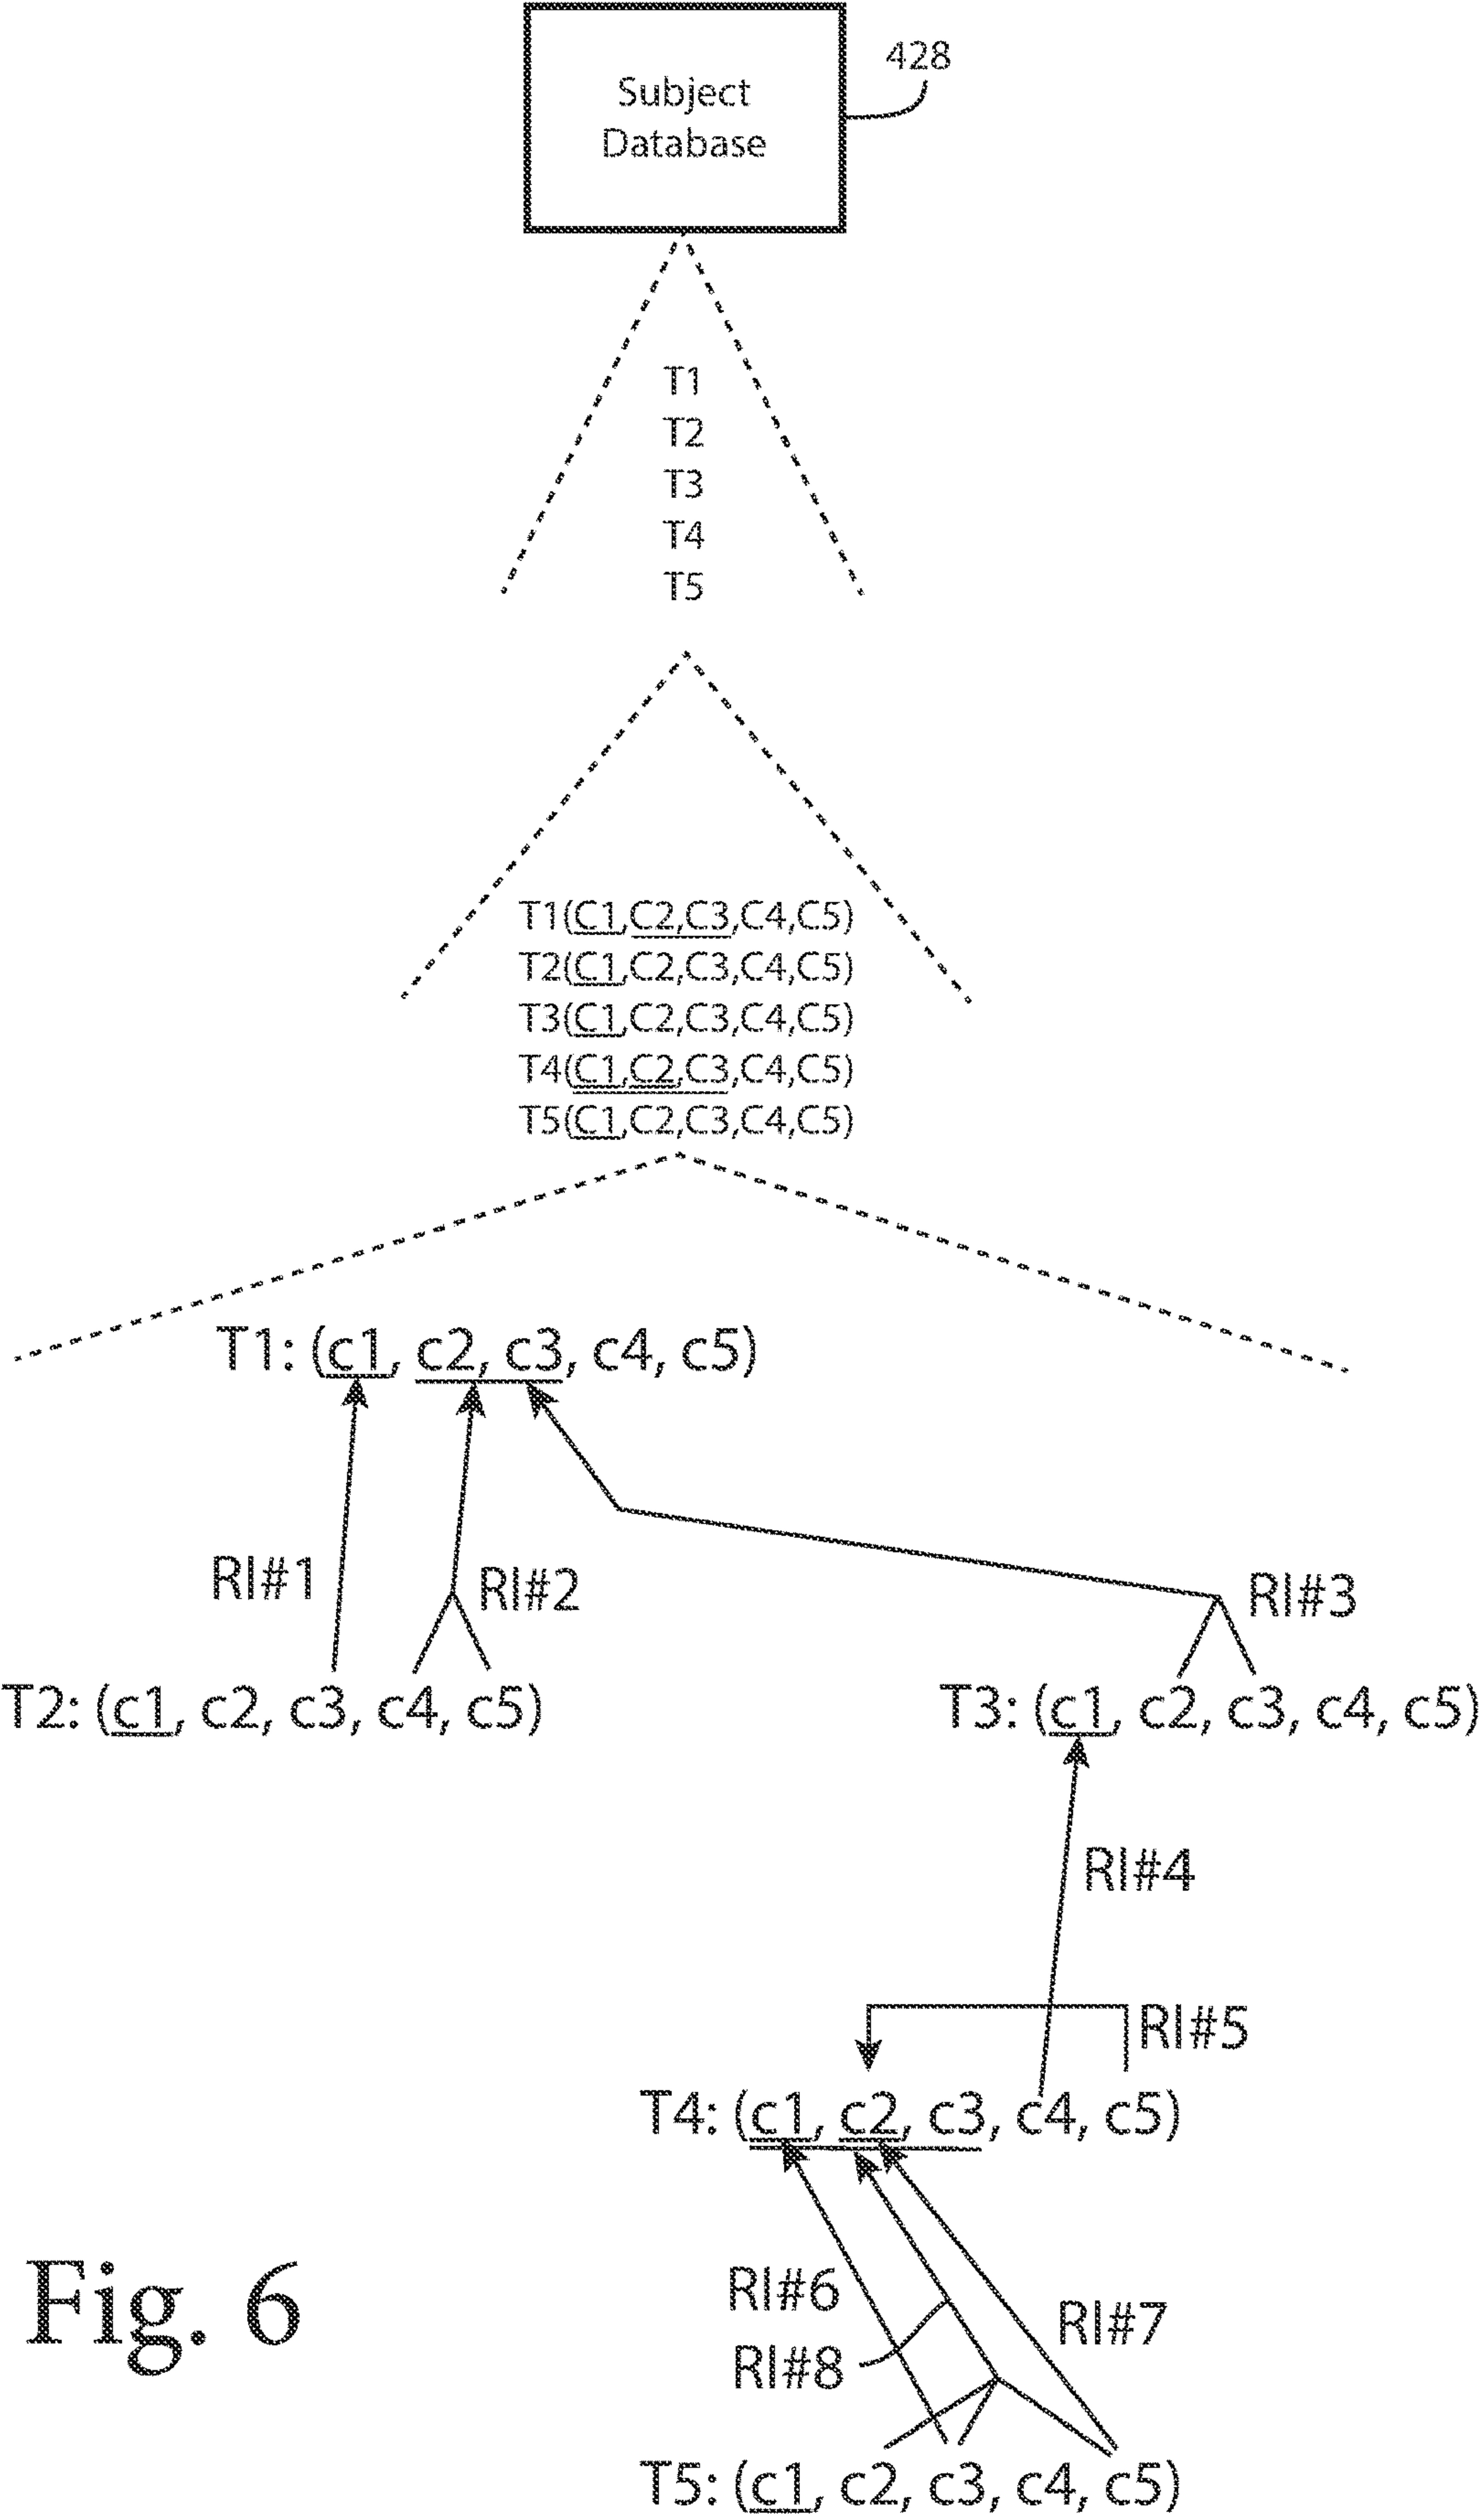 428
Subject
Database
T1
T2
T3
T4
T5
T1(C1,C2,C3,C4,C5)
T2(C1,C2,C3,C4,C5)
T3(C1,C2,C3,C4,C5)
T4(C1,C2,C3,C4,C5)
T5(C1,C2,C3,C4,C5)
T1: (c1, c2, c3, c4, c5)
RI#1
RI#2
RI#3
T2: (c1, c2, c3, c4, c5)
T3: (c1, c2, c3, c4, c5)
RI#4
RI#5
T4: (c1, c2, c3, c4, c5)
RI#6
RI#7
RI#8
T5: (c1, c2, c3, c4, c5)
Fig. 6